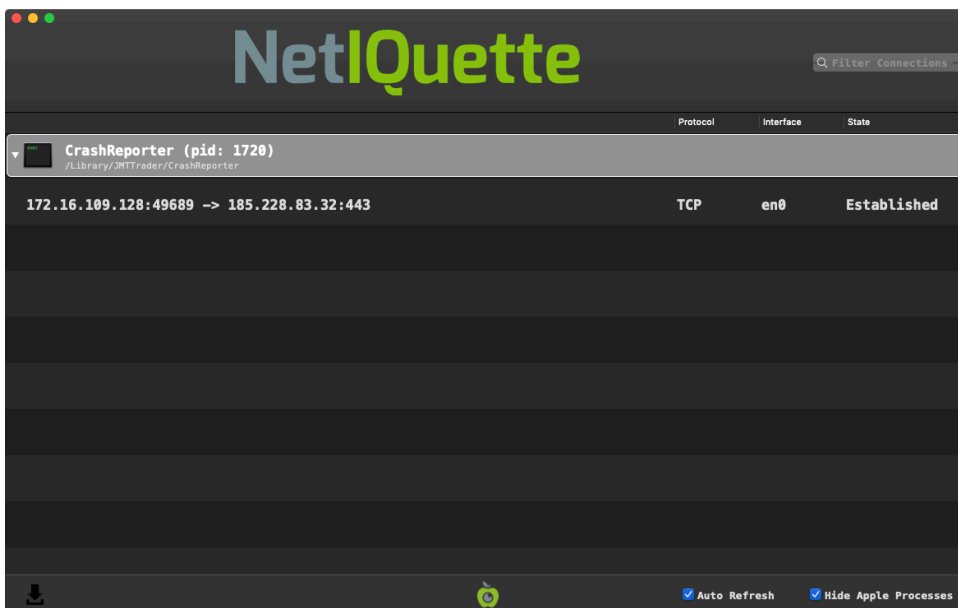 NetIQuette
Filter Connections
Protocol Interface State
CrashReporter (pid: 1720)
/Library/JMTTrader/CrashReporter
172.16.109.128:49689 -> 185.228.83.32:443 TCP en0 Established
Auto Refresh Hide Apple Processes